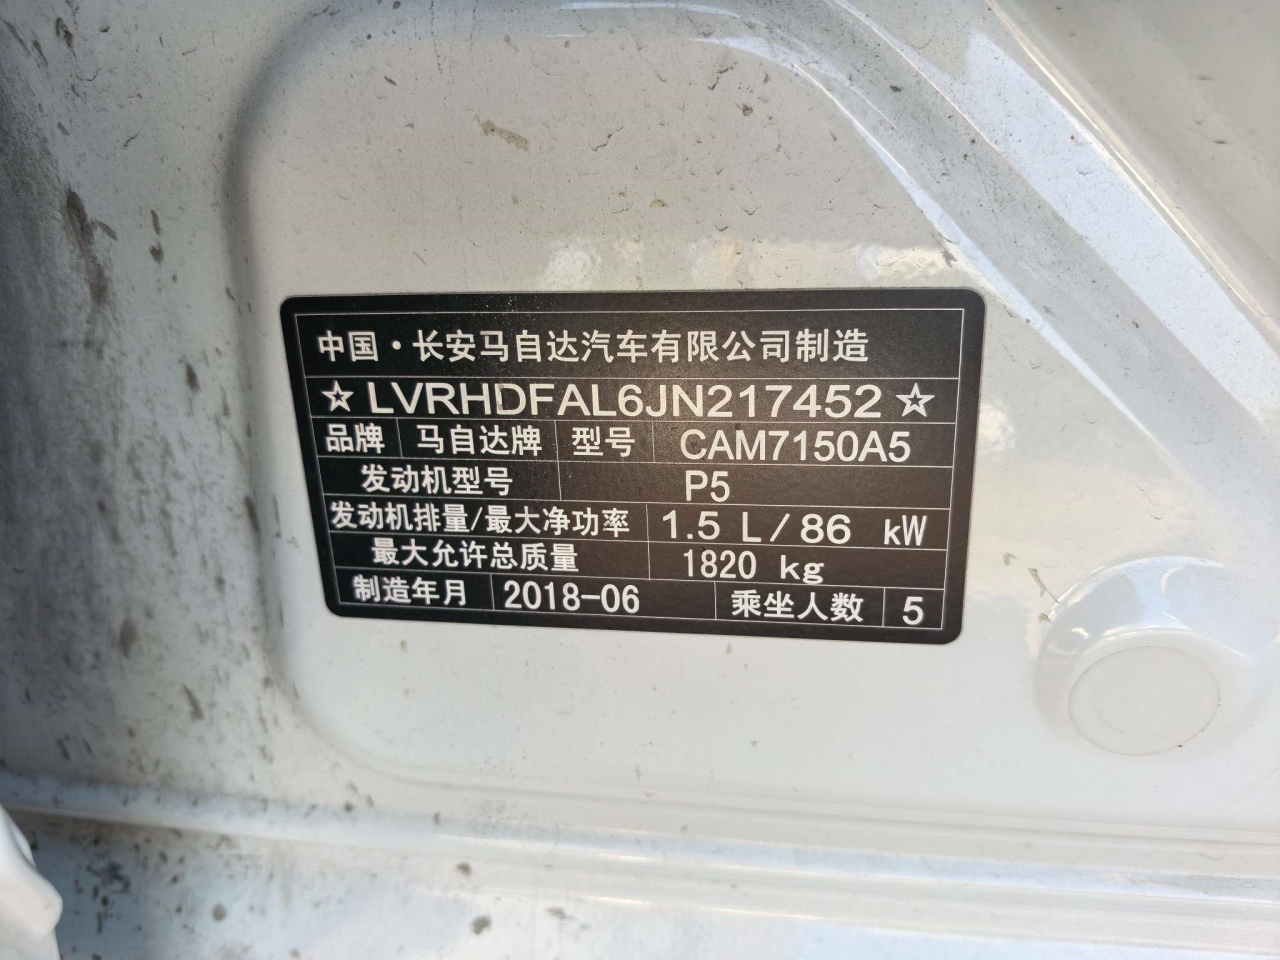 中国·长安马自达汽车有限公司制造
☆LVRHDFAL6JN217452☆
品牌 马自达牌 型号 CAM7150A5
发动机型号 P5
发动机排量/最大净功率 1.5 L/86 kW
最大允许总质量 1820 kg
制造年月 2018-06 乘坐人数 5